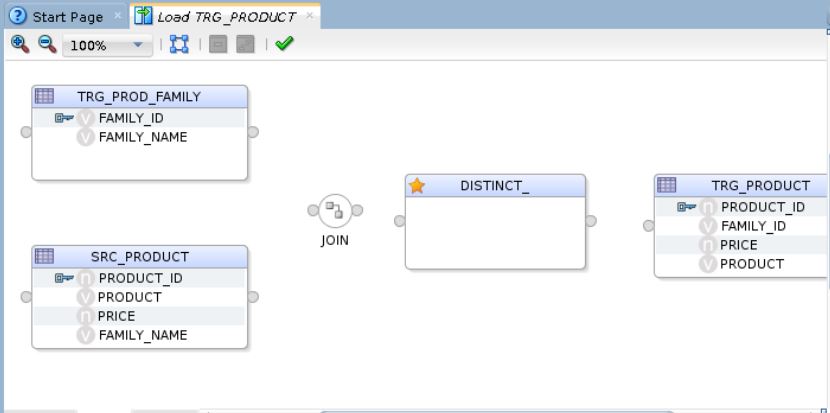 Start Page
Load TRG_PRODUCT
100%
TRG_PROD_FAMILY
V FAMILY_ID
V FAMILY_NAME
JOIN
DISTINCT_
TRG_PRODUCT
n PRODUCT_ID
V FAMILY_ID
n PRICE
V PRODUCT
SRC_PRODUCT
n PRODUCT_ID
V PRODUCT
n PRICE
V FAMILY_NAME